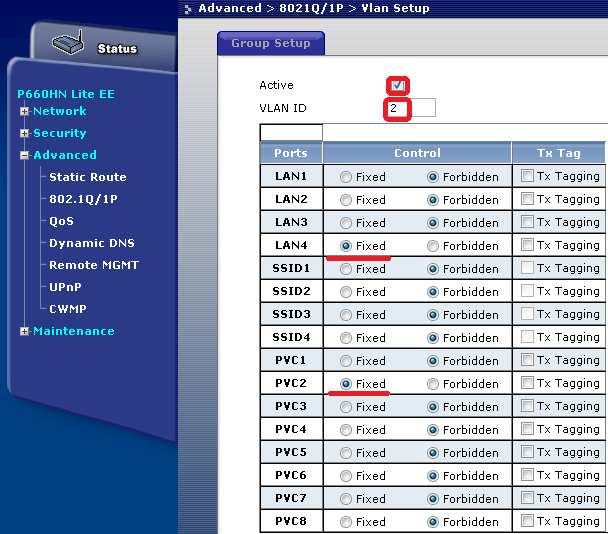 Advanced > 8021Q/1P > Vlan Setup
Status
Group Setup
P660HN Lite EE
Network
Security
Advanced
Static Route
802.1Q/1P
QoS
Dynamic DNS
Remote MGMT
UPnP
CWMP
Maintenance
Active
VLAN ID 2
Ports Control Tx Tag
LAN1 Fixed Forbidden Tx Tagging
LAN2 Fixed Forbidden Tx Tagging
LAN3 Fixed Forbidden Tx Tagging
LAN4 Fixed Forbidden Tx Tagging
SSID1 Fixed Forbidden Tx Tagging
SSID2 Fixed Forbidden Tx Tagging
SSID3 Fixed Forbidden Tx Tagging
SSID4 Fixed Forbidden Tx Tagging
PVC1 Fixed Forbidden Tx Tagging
PVC2 Fixed Forbidden Tx Tagging
PVC3 Fixed Forbidden Tx Tagging
PVC4 Fixed Forbidden Tx Tagging
PVC5 Fixed Forbidden Tx Tagging
PVC6 Fixed Forbidden Tx Tagging
PVC7 Fixed Forbidden Tx Tagging
PVC8 Fixed Forbidden Tx Tagging